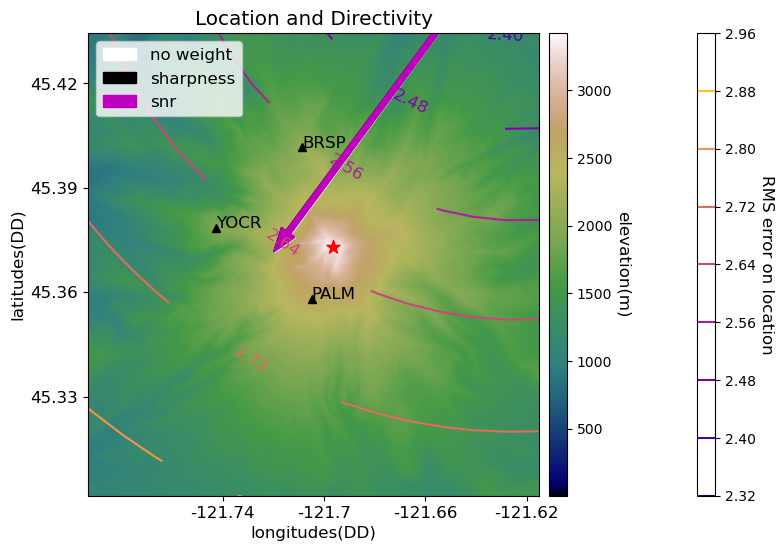 Location and Directivity
no weight
sharpness
snr
2.40
2.48
2.56
2.64
2.72
BRSP
YOCR
PALM
45.42
45.39
45.36
45.33
latitudes(DD)
-121.74
-121.7
-121.66
-121.62
longitudes(DD)
3000
2500
2000
1500
1000
500
elevation(m)
2.96
2.88
2.80
2.72
2.64
2.56
2.48
2.40
2.32
RMS error on location